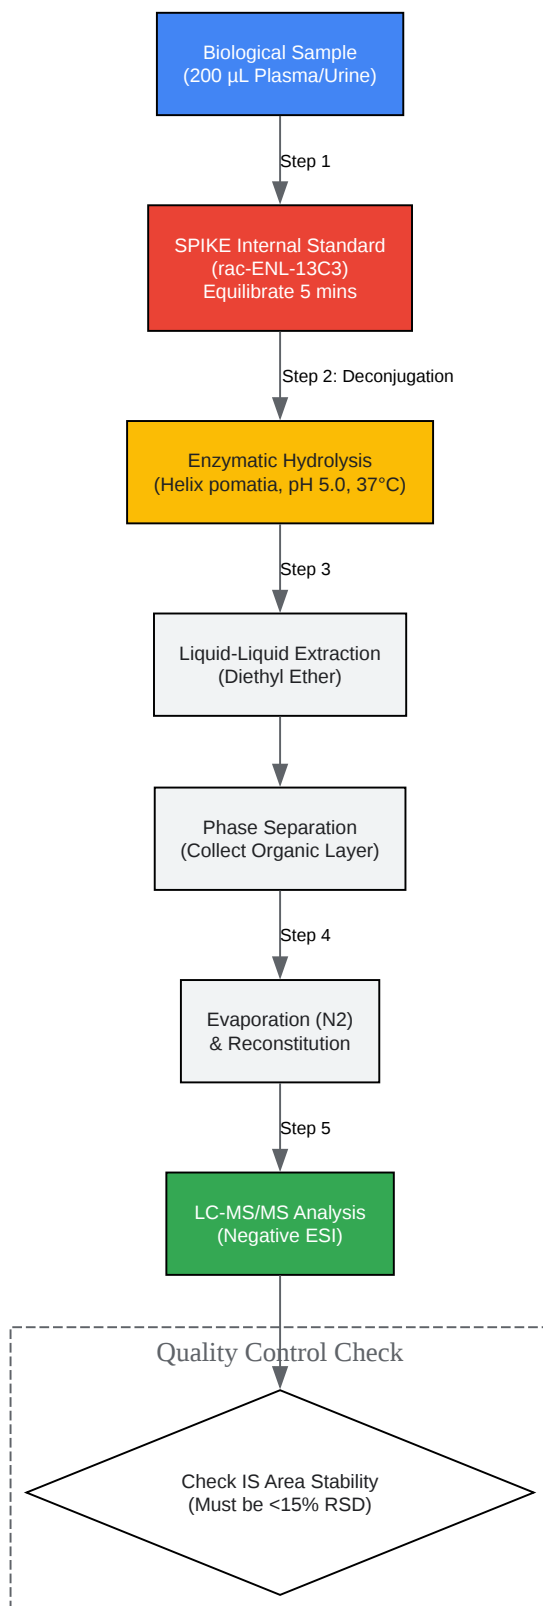 Biological Sample
(200 µL Plasma/Urine)
Step 1
SPIKE Internal Standard
(rac-ENL-13C3)
Equilibrate 5 mins
Step 2: Deconjugation
Enzymatic Hydrolysis
(Helix pomatia, pH 5.0, 37°C)
Step 3
Liquid-Liquid Extraction
(Diethyl Ether)
Phase Separation
(Collect Organic Layer)
Step 4
Evaporation (N2)
& Reconstitution
Step 5
LC-MS/MS Analysis
(Negative ESI)
Quality Control Check
Check IS Area Stability
(Must be <15% RSD)